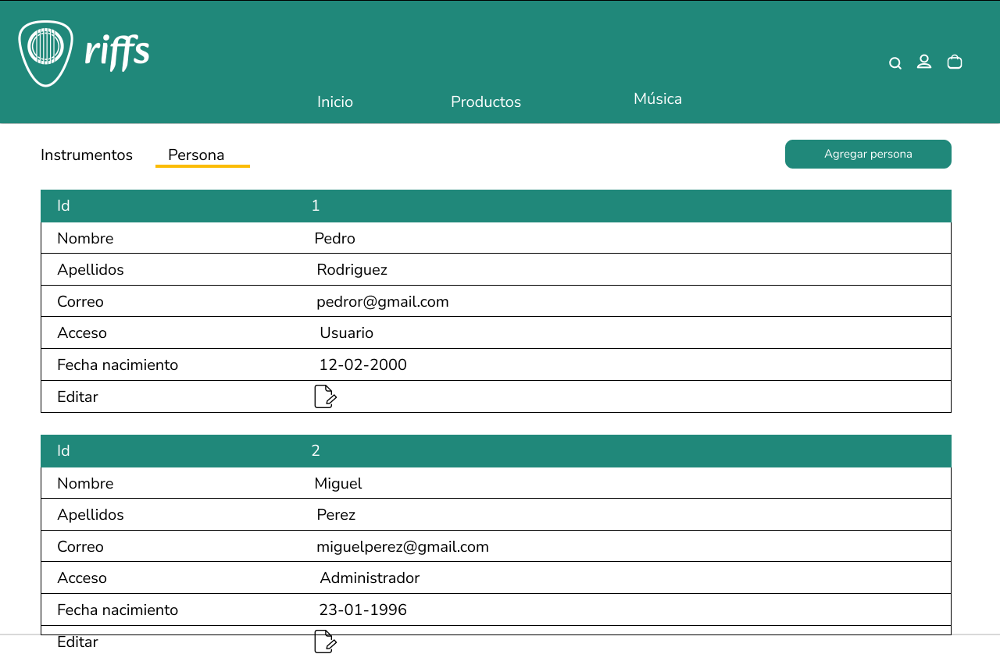 riffs
Inicio Productos Música
Instrumentos Persona Agregar persona
Id 1
Nombre Pedro
Apellidos Rodriguez
Correo pedror@gmail.com
Acceso Usuario
Fecha nacimiento 12-02-2000
Editar
Id 2
Nombre Miguel
Apellidos Perez
Correo miguelperez@gmail.com
Acceso Administrador
Fecha nacimiento 23-01-1996
Editar